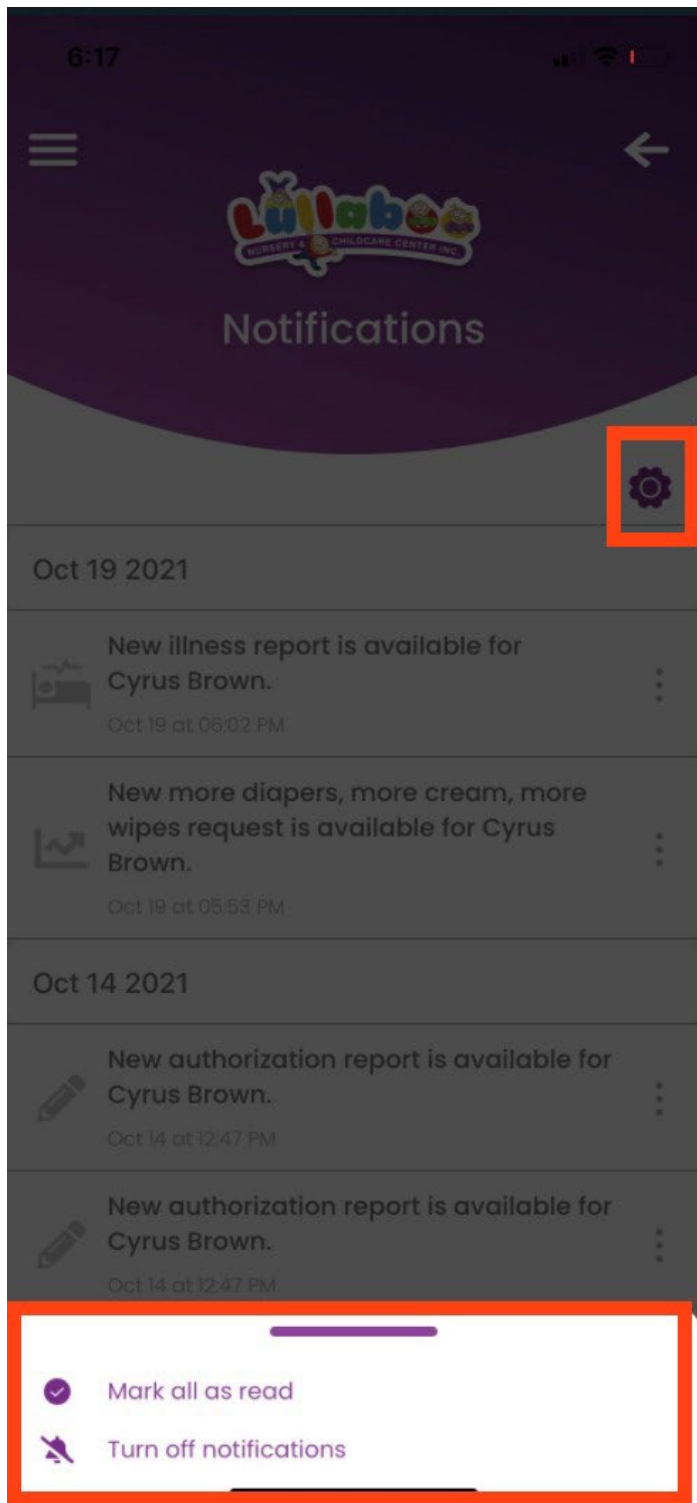 6:17
Lullaboo
NURSERY & CHILDCARE CENTER INC.
Notifications
Oct 19 2021
New illness report is available for
Cyrus Brown.
Oct 19 at 06:02 PM
New more diapers, more cream, more
wipes request is available for Cyrus
Brown.
Oct 19 at 05:53 PM
Oct 14 2021
New authorization report is available for
Cyrus Brown.
Oct 14 at 12:47 PM
New authorization report is available for
Cyrus Brown.
Oct 14 at 12:47 PM
Mark all as read
Turn off notifications